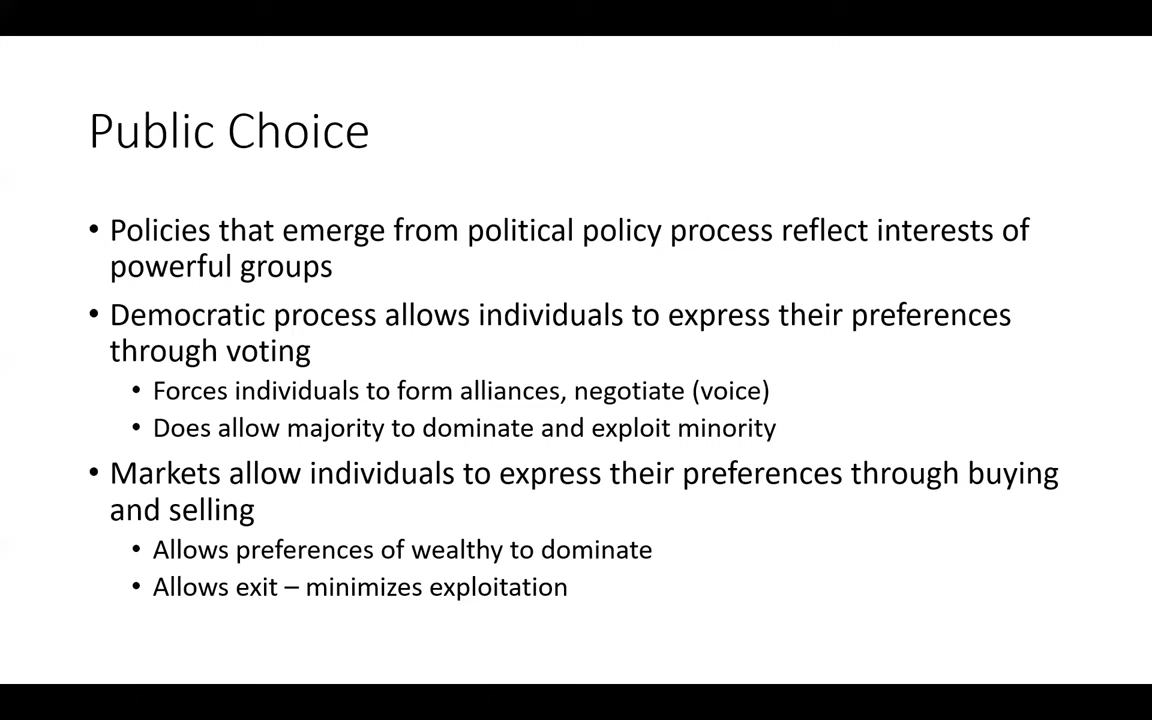 Public Choice
• Policies that emerge from political policy process reflect interests of
powerful groups
• Democratic process allows individuals to express their preferences
through voting
• Forces individuals to form alliances, negotiate (voice)
• Does allow majority to dominate and exploit minority
• Markets allow individuals to express their preferences through buying
and selling
• Allows preferences of wealthy to dominate
• Allows exit – minimizes exploitation